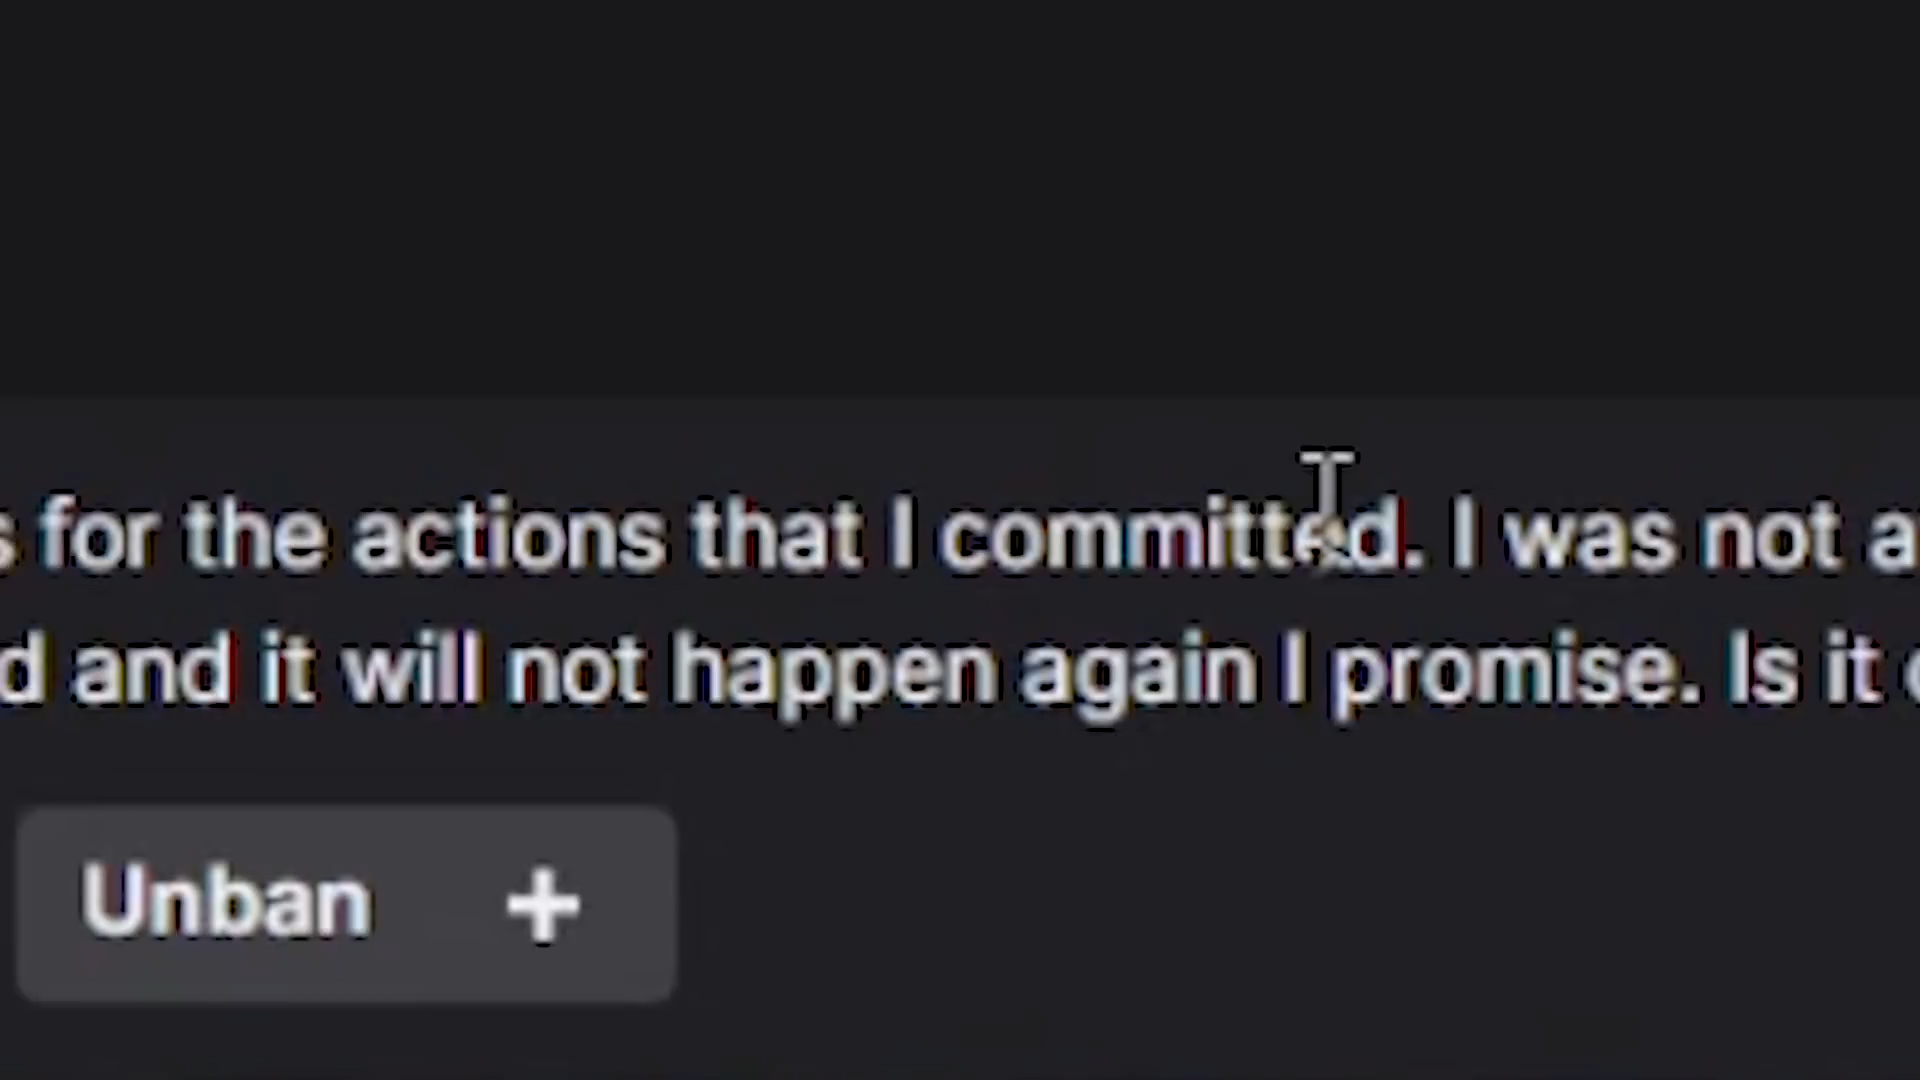 for the actions that I committed. I was not
and it will not happen again I promise. Is it
Unban +